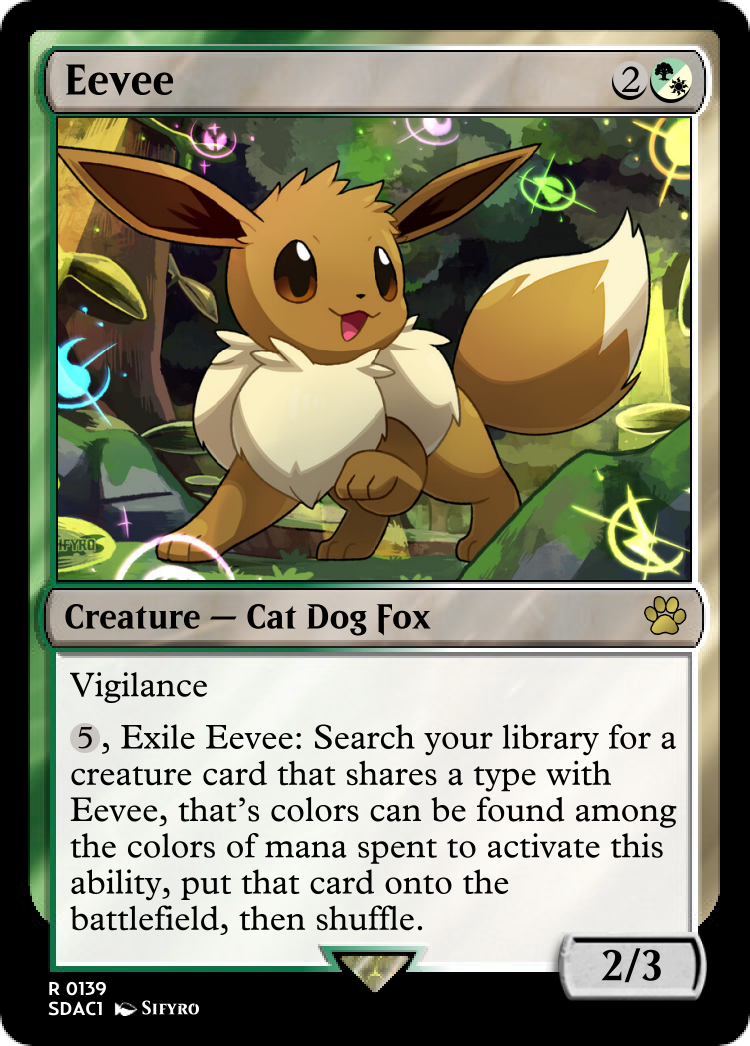 Eevee 2
Creature — Cat Dog Fox
Vigilance
5, Exile Eevee: Search your library for a
creature card that shares a type with
Eevee, that's colors can be found among
the colors of mana spent to activate this
ability, put that card onto the
battlefield, then shuffle.
2/3
R 0139
SDAC1 SIFYRO